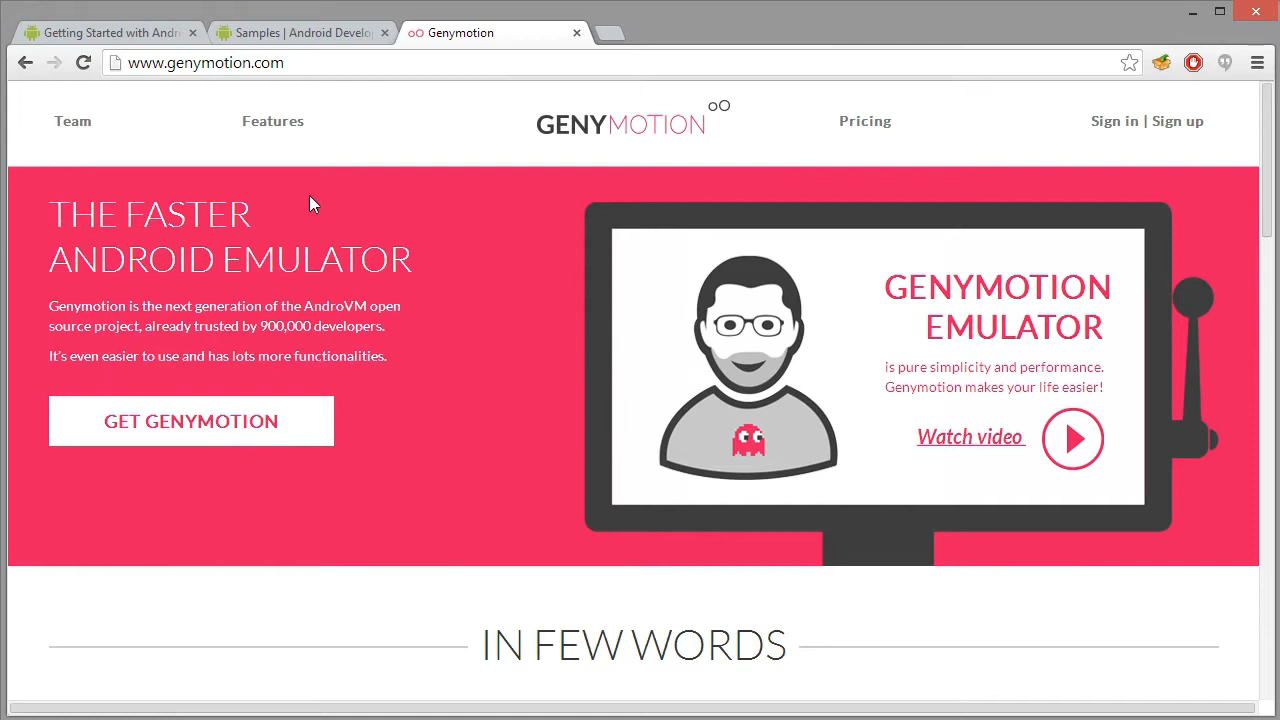 Getting Started with Andr
Samples | Android Develo
Genymotion
www.genymotion.com
Team
Features
GENYMOTION
Pricing
Sign in | Sign up
THE FASTER
ANDROID EMULATOR
Genymotion is the next generation of the AndroVM open
source project, already trusted by 900,000 developers.
It's even easier to use and has lots more functionalities.
GET GENYMOTION
GENYMOTION
EMULATOR
is pure simplicity and performance.
Genymotion makes your life easier!
Watch video
IN FEW WORDS